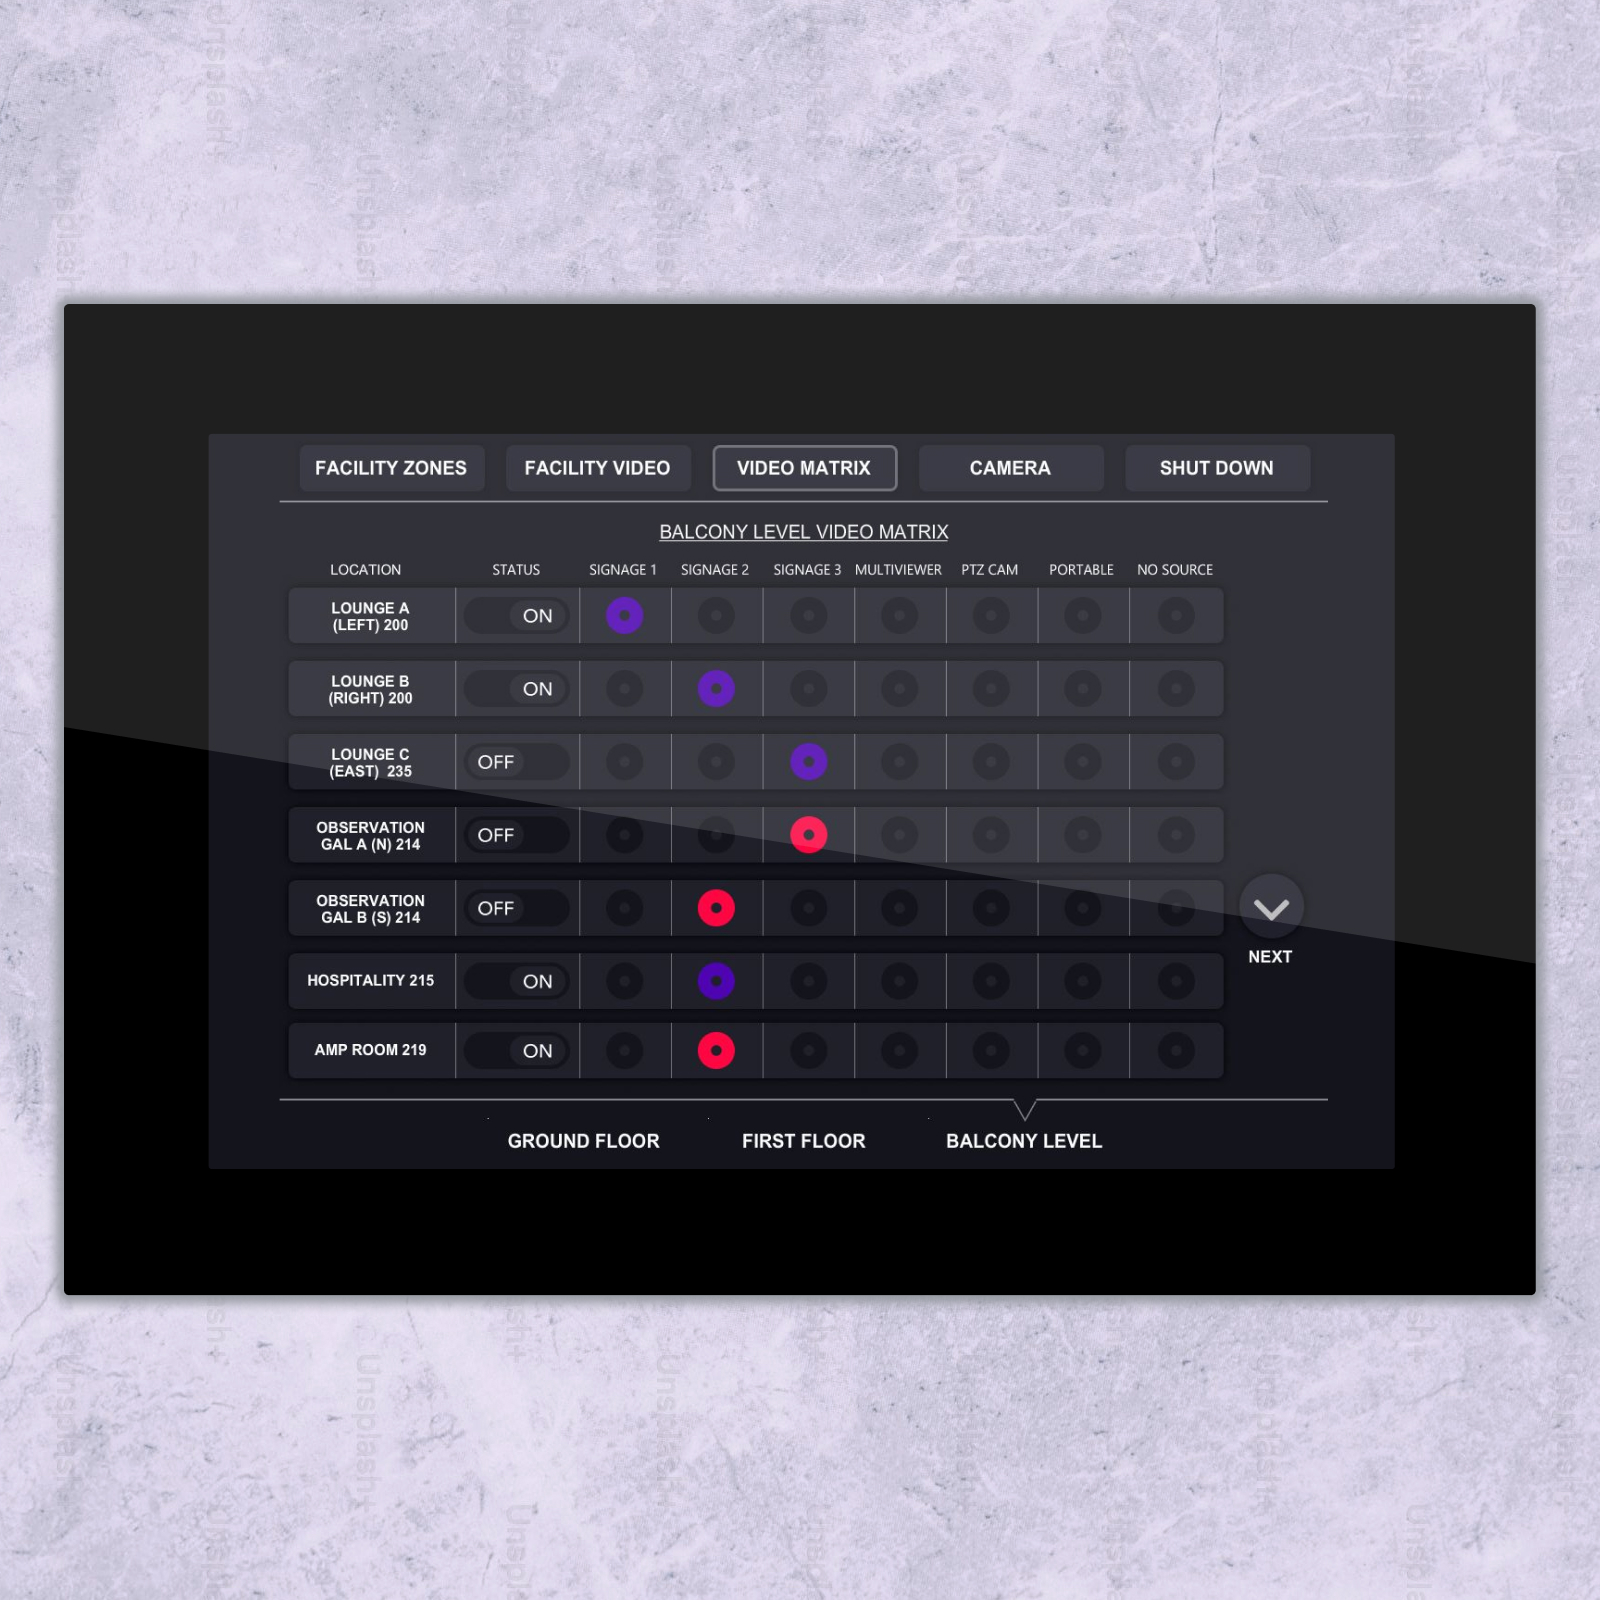 FACILITY ZONES FACILITY VIDEO VIDEO MATRIX CAMERA SHUT DOWN
BALCONY LEVEL VIDEO MATRIX
LOCATION STATUS SIGNAGE 1 SIGNAGE 2 SIGNAGE 3 MULTIVIEWER PTZ CAM PORTABLE NO SOURCE
LOUNGE A
(LEFT) 200
ON
LOUNGE B
(RIGHT) 200
ON
LOUNGE C
(EAST) 235
OFF
OBSERVATION
GAL A (N) 214
OFF
OBSERVATION
GAL B (S) 214
OFF
NEXT
HOSPITALITY 215 ON
AMP ROOM 219 ON
GROUND FLOOR FIRST FLOOR BALCONY LEVEL
Unsplash+